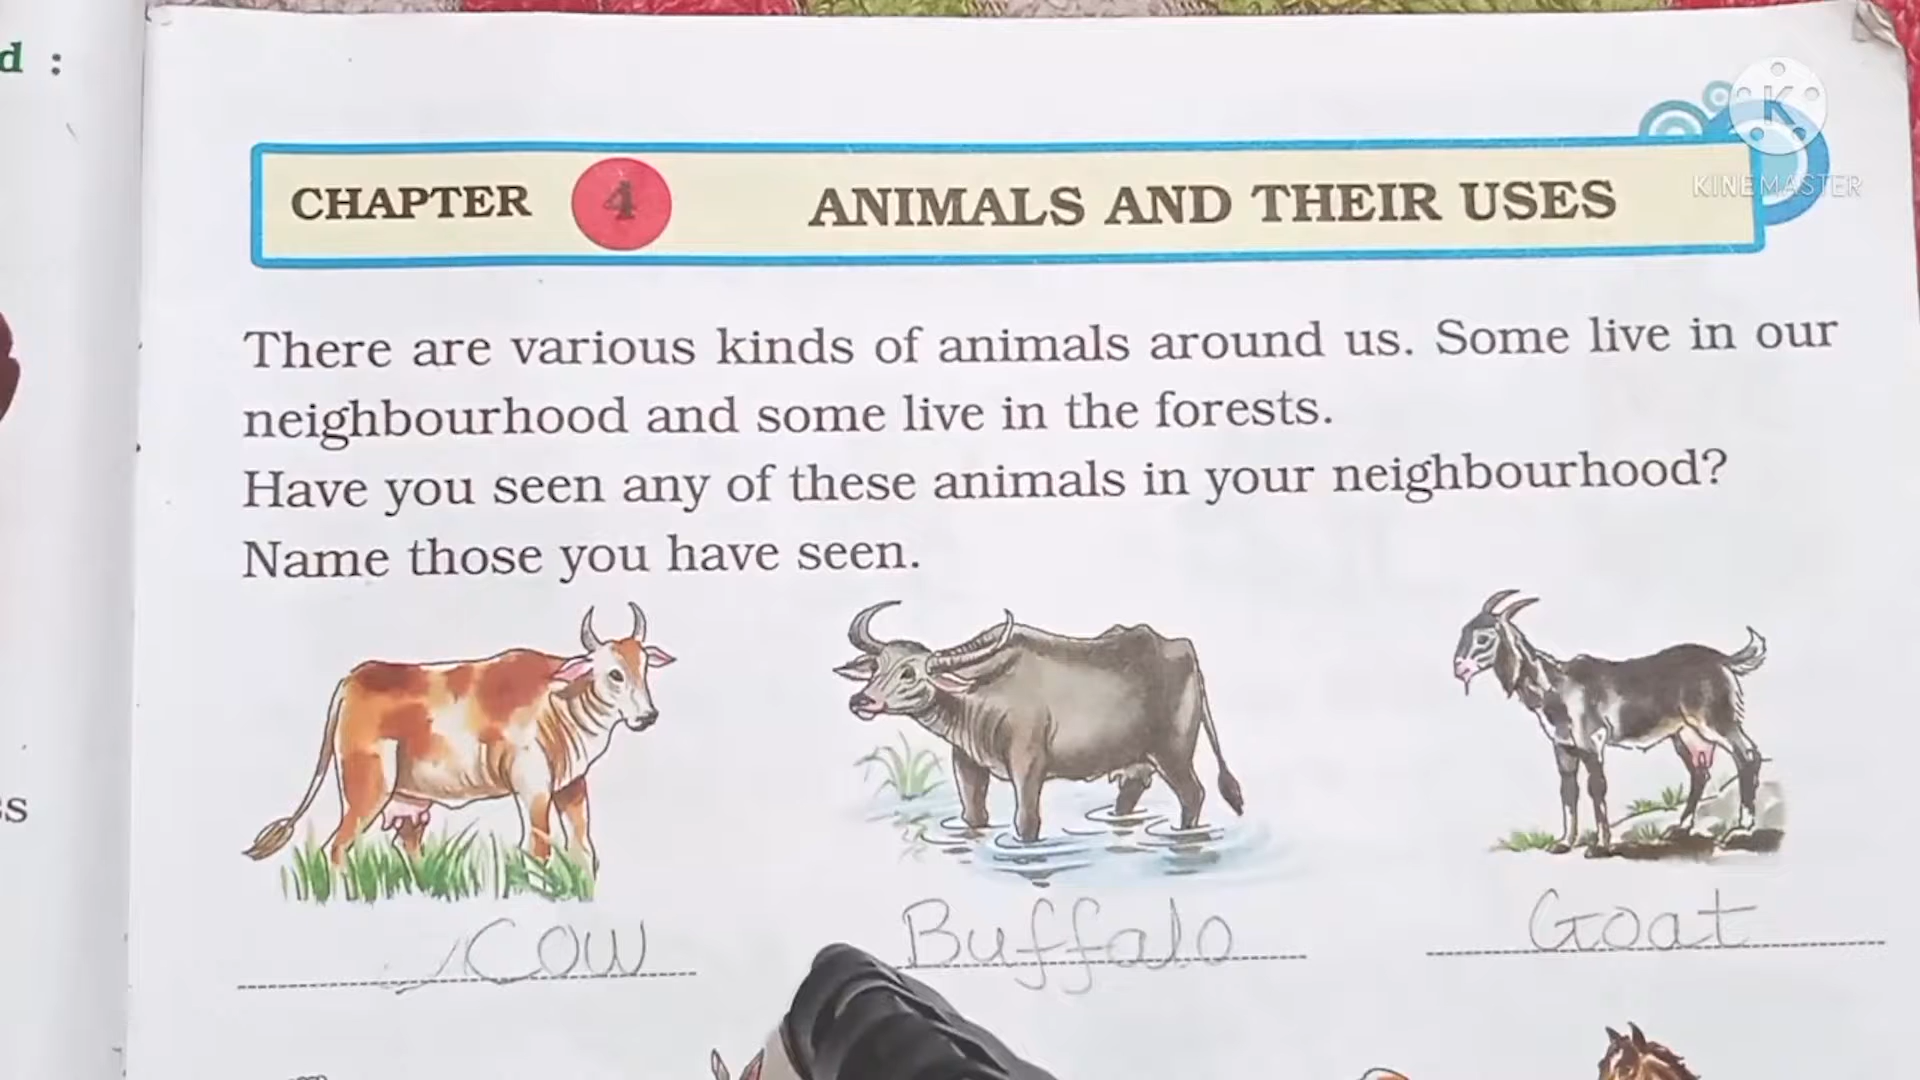 d :
KINEMASTER
CHAPTER 4 ANIMALS AND THEIR USES
There are various kinds of animals around us. Some live in our
neighbourhood and some live in the forests.
Have you seen any of these animals in your neighbourhood?
Name those you have seen.
s
Cow Buffalo Goat